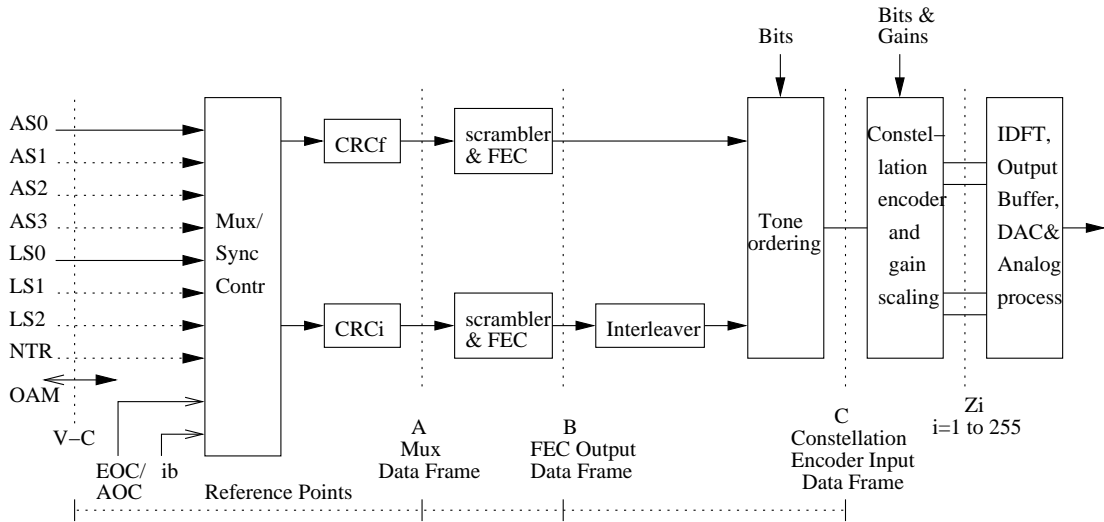 Bits
Bits &
Gains
AS0
AS1
AS2
AS3
LS0
LS1
LS2
NTR
OAM
V-C
EOC/
AOC
ib
Mux/
Sync
Contr
CRCf
CRCi
scrambler
& FEC
scrambler
& FEC
Interleaver
Tone
ordering
Constel-
lation
encoder
and
gain
scaling
IDFT,
Output
Buffer,
DAC&
Analog
process
A
Mux
Data Frame
B
FEC Output
Data Frame
C
Constellation
Encoder Input
Data Frame
Zi
i=1 to 255
Reference Points